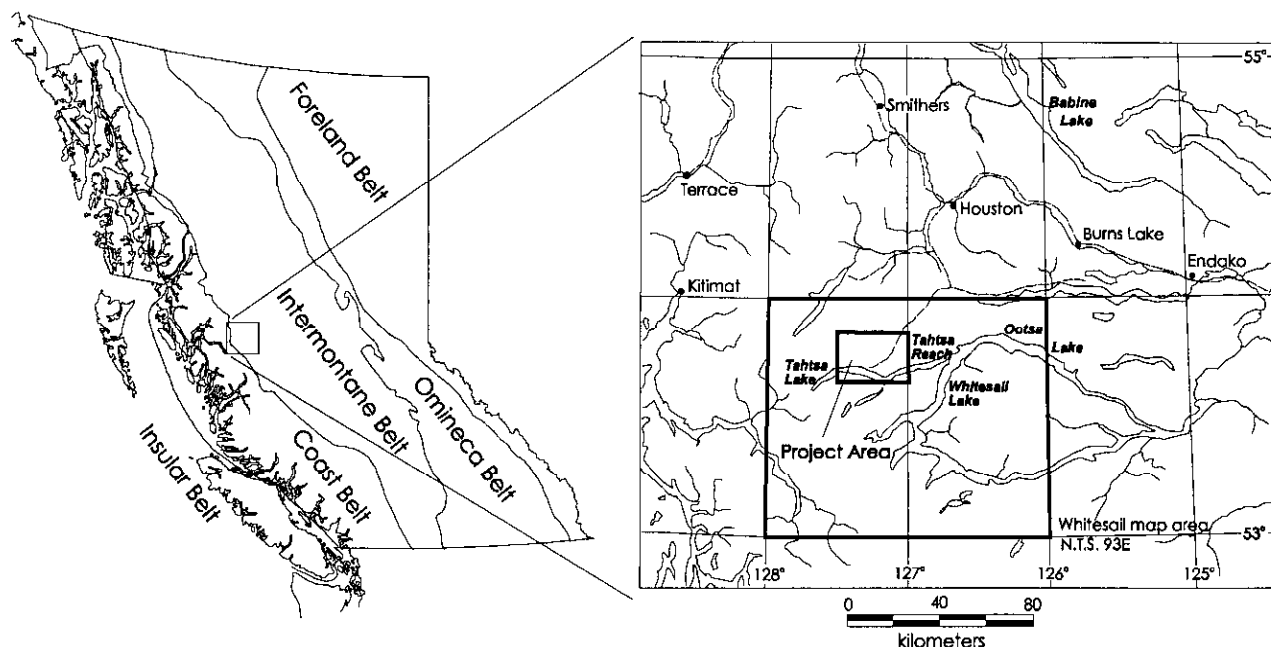 Foreland Belt
Intermontane Belt
Omineca Belt
Coast Belt
Insular Belt
55°
Smithers
Babine
Lake
Terrace
Houston
Burns Lake
Endako
Kitimat
Tahtsa
Reach
Ootsa
Lake
Tahtsa
Lake
Whitesail
Lake
Project Area
Whitesail map area
N.T.S. 93E
53°
128°
127°
126°
125°
0
40
80
kilometers